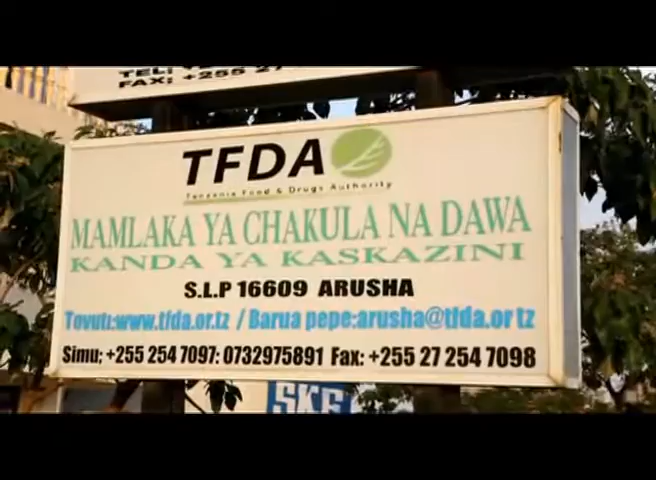 TEL:
FAX: +255 27
TFDA
Tanzania Food & Drugs Authority
MAMLAKA YA CHAKULA NA DAWA
KANDA YA KASKAZINI
S.L.P 16609 ARUSHA
Tovuti:www.tfda.or.tz / Barua pepe:arusha@tfda.or tz
Simu; +255 254 7097: 0732975891 Fax: +255 27 254 7098
SKF